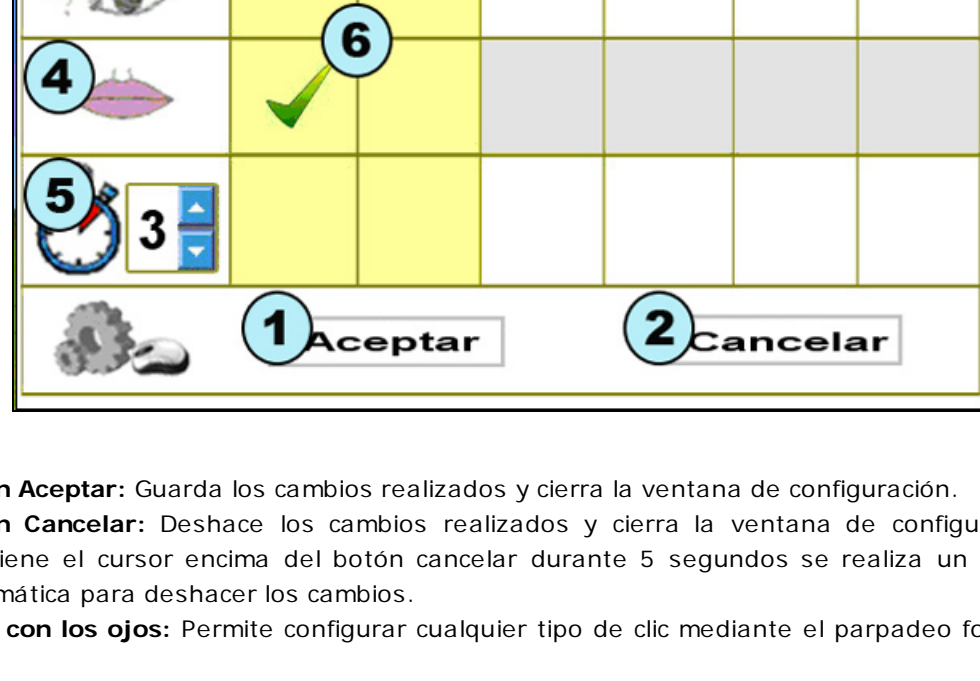 6
4
5
3
1 Aceptar 2 Cancelar
n Aceptar: Guarda los cambios realizados y cierra la ventana de configuración.
n Cancelar: Deshace los cambios realizados y cierra la ventana de configu
iene el cursor encima del botón cancelar durante 5 segundos se realiza un
mática para deshacer los cambios.
con los ojos: Permite configurar cualquier tipo de clic mediante el parpadeo fo